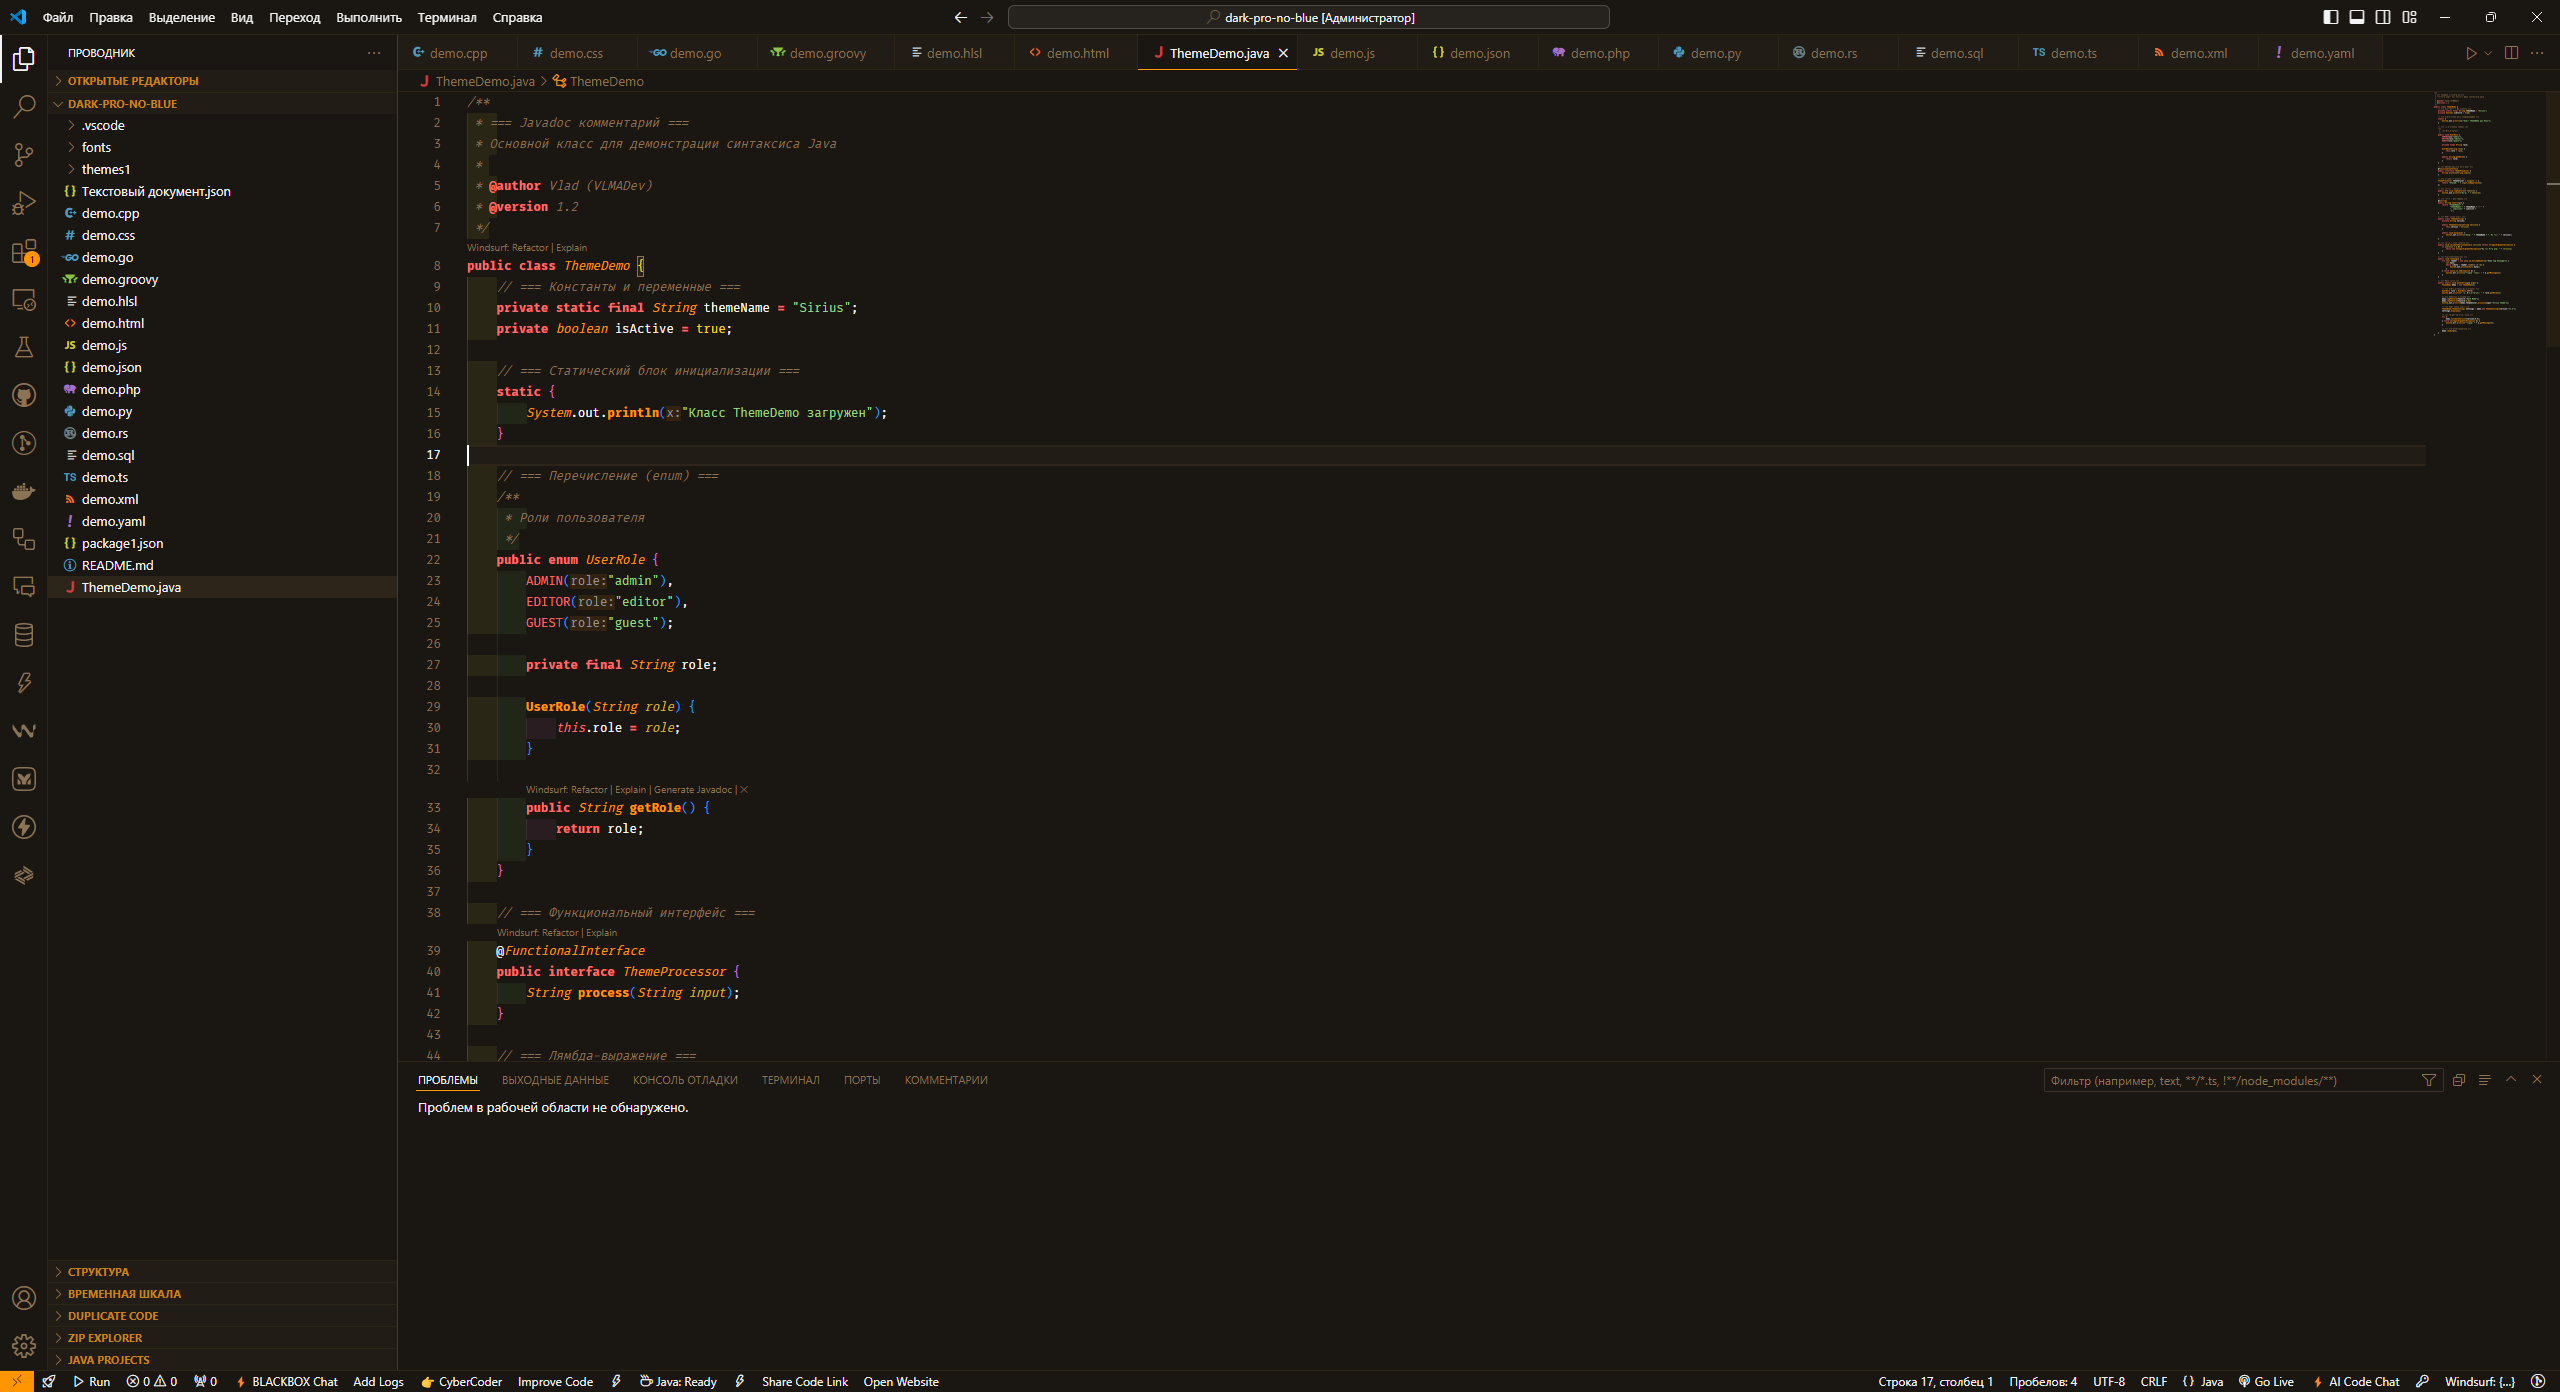 Файл Правка Выделение Вид Переход Выполнить Терминал Справка
dark-pro-no-blue [Администратор]
ПРОВОДНИК
ОТКРЫТЫЕ РЕДАКТОРЫ
DARK-PRO-NO-BLUE
.vscode
fonts
themes1
Текстовый документ.json
demo.cpp
demo.css
demo.go
demo.groovy
demo.hlsl
demo.html
demo.js
demo.json
demo.php
demo.py
demo.rs
demo.sql
demo.ts
demo.xml
demo.yaml
package1.json
README.md
ThemeDemo.java
СТРУКТУРА
ВРЕМЕННАЯ ШКАЛА
DUPLICATE CODE
ZIP EXPLORER
JAVA PROJECTS
demo.cpp demo.css demo.go demo.groovy demo.hlsl demo.html ThemeDemo.java demo.js demo.json demo.php demo.py demo.rs demo.sql demo.ts demo.xml demo.yaml
ThemeDemo.java > ThemeDemo
1 /**
2 * === Javadoc комментарий ===
3 * Основной класс для демонстрации синтаксиса Java
4 *
5 * @author Vlad (VLMADev)
6 * @version 1.2
7 */
Windsurf: Refactor | Explain
8 public class ThemeDemo {
9 // === Константы и переменные ===
10 private static final String themeName = "Sirius";
11 private boolean isActive = true;
12
13 // === Статический блок инициализации ===
14 static {
15 System.out.println(x:"Класс ThemeDemo загружен");
16 }
17
18 // === Перечисление (enum) ===
19 /**
20 * Роли пользователя
21 */
22 public enum UserRole {
23 ADMIN(role:"admin"),
24 EDITOR(role:"editor"),
25 GUEST(role:"guest");
26
27 private final String role;
28
29 UserRole(String role) {
30 this.role = role;
31 }
32
Windsurf: Refactor | Explain | Generate Javadoc | ×
33 public String getRole() {
34 return role;
35 }
36 }
37
38 // === Функциональный интерфейс ===
Windsurf: Refactor | Explain
39 @FunctionalInterface
40 public interface ThemeProcessor {
41 String process(String input);
42 }
43
44 // === Лямбда-выражение ===
ПРОБЛЕМЫ ВЫХОДНЫЕ ДАННЫЕ КОНСОЛЬ ОТЛАДКИ ТЕРМИНАЛ ПОРТЫ КОММЕНТАРИИ
Фильтр (например, text, **/*.ts, !**/node_modules/**)
Проблем в рабочей области не обнаружено.
Run 0 0 0 BLACKBOX Chat Add Logs CyberCoder Improve Code Java: Ready Share Code Link Open Website
Строка 17, столбец 1 Пробелов: 4 UTF-8 CRLF {} Java Go Live AI Code Chat Windsurf: {...}